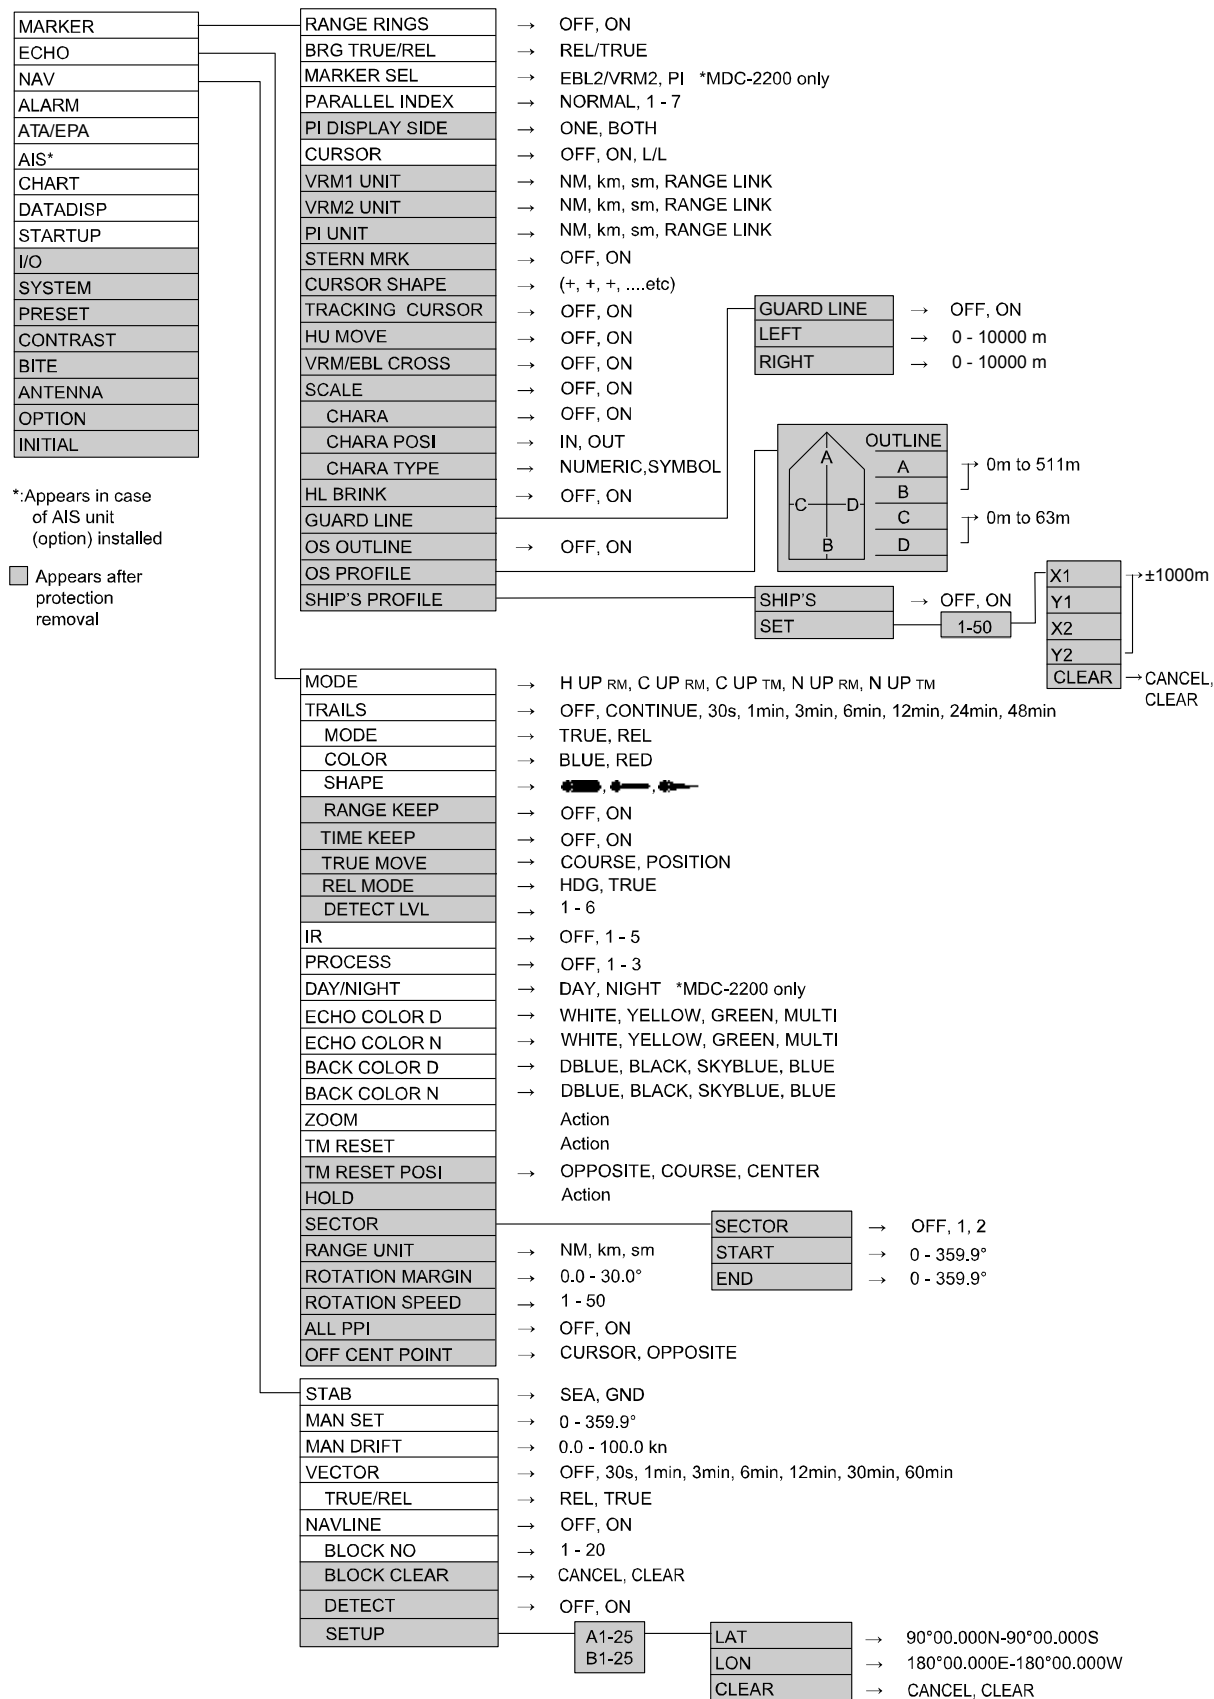 MARKER
ECHO
NAV
ALARM
ATA/EPA
AIS*
CHART
DATADISP
STARTUP
I/O
SYSTEM
PRESET
CONTRAST
BITE
ANTENNA
OPTION
INITIAL
*:Appears in case
of AIS unit
(option) installed
Appears after
protection
removal
RANGE RINGS → OFF, ON
BRG TRUE/REL → REL/TRUE
MARKER SEL → EBL2/VRM2, PI *MDC-2200 only
PARALLEL INDEX → NORMAL, 1 - 7
PI DISPLAY SIDE → ONE, BOTH
CURSOR → OFF, ON, L/L
VRM1 UNIT → NM, km, sm, RANGE LINK
VRM2 UNIT → NM, km, sm, RANGE LINK
PI UNIT → NM, km, sm, RANGE LINK
STERN MRK → OFF, ON
CURSOR SHAPE → (+, +, +, ....etc)
TRACKING CURSOR → OFF, ON
HU MOVE → OFF, ON
VRM/EBL CROSS → OFF, ON
SCALE → OFF, ON
CHARA → OFF, ON
CHARA POSI → IN, OUT
CHARA TYPE → NUMERIC,SYMBOL
HL BRINK → OFF, ON
GUARD LINE
OS OUTLINE → OFF, ON
OS PROFILE
SHIP'S PROFILE
GUARD LINE → OFF, ON
LEFT → 0 - 10000 m
RIGHT → 0 - 10000 m
A
C D
B
OUTLINE
A → 0m to 511m
B
C → 0m to 63m
D
SHIP'S → OFF, ON
SET 1-50
X1 → ±1000m
Y1
X2
Y2
CLEAR → CANCEL,
CLEAR
MODE → H UP RM, C UP RM, C UP TM, N UP RM, N UP TM
TRAILS → OFF, CONTINUE, 30s, 1min, 3min, 6min, 12min, 24min, 48min
MODE → TRUE, REL
COLOR → BLUE, RED
SHAPE → , ,
RANGE KEEP → OFF, ON
TIME KEEP → OFF, ON
TRUE MOVE → COURSE, POSITION
REL MODE → HDG, TRUE
DETECT LVL → 1 - 6
IR → OFF, 1 - 5
PROCESS → OFF, 1 - 3
DAY/NIGHT → DAY, NIGHT *MDC-2200 only
ECHO COLOR D → WHITE, YELLOW, GREEN, MULTI
ECHO COLOR N → WHITE, YELLOW, GREEN, MULTI
BACK COLOR D → DBLUE, BLACK, SKYBLUE, BLUE
BACK COLOR N → DBLUE, BLACK, SKYBLUE, BLUE
ZOOM Action
TM RESET Action
TM RESET POSI → OPPOSITE, COURSE, CENTER
HOLD Action
SECTOR
RANGE UNIT → NM, km, sm
ROTATION MARGIN → 0.0 - 30.0°
ROTATION SPEED → 1 - 50
ALL PPI → OFF, ON
OFF CENT POINT → CURSOR, OPPOSITE
SECTOR → OFF, 1, 2
START → 0 - 359.9°
END → 0 - 359.9°
STAB → SEA, GND
MAN SET → 0 - 359.9°
MAN DRIFT → 0.0 - 100.0 kn
VECTOR → OFF, 30s, 1min, 3min, 6min, 12min, 30min, 60min
TRUE/REL → REL, TRUE
NAVLINE → OFF, ON
BLOCK NO → 1 - 20
BLOCK CLEAR → CANCEL, CLEAR
DETECT → OFF, ON
SETUP
A1-25
B1-25
LAT → 90°00.000N-90°00.000S
LON → 180°00.000E-180°00.000W
CLEAR → CANCEL, CLEAR